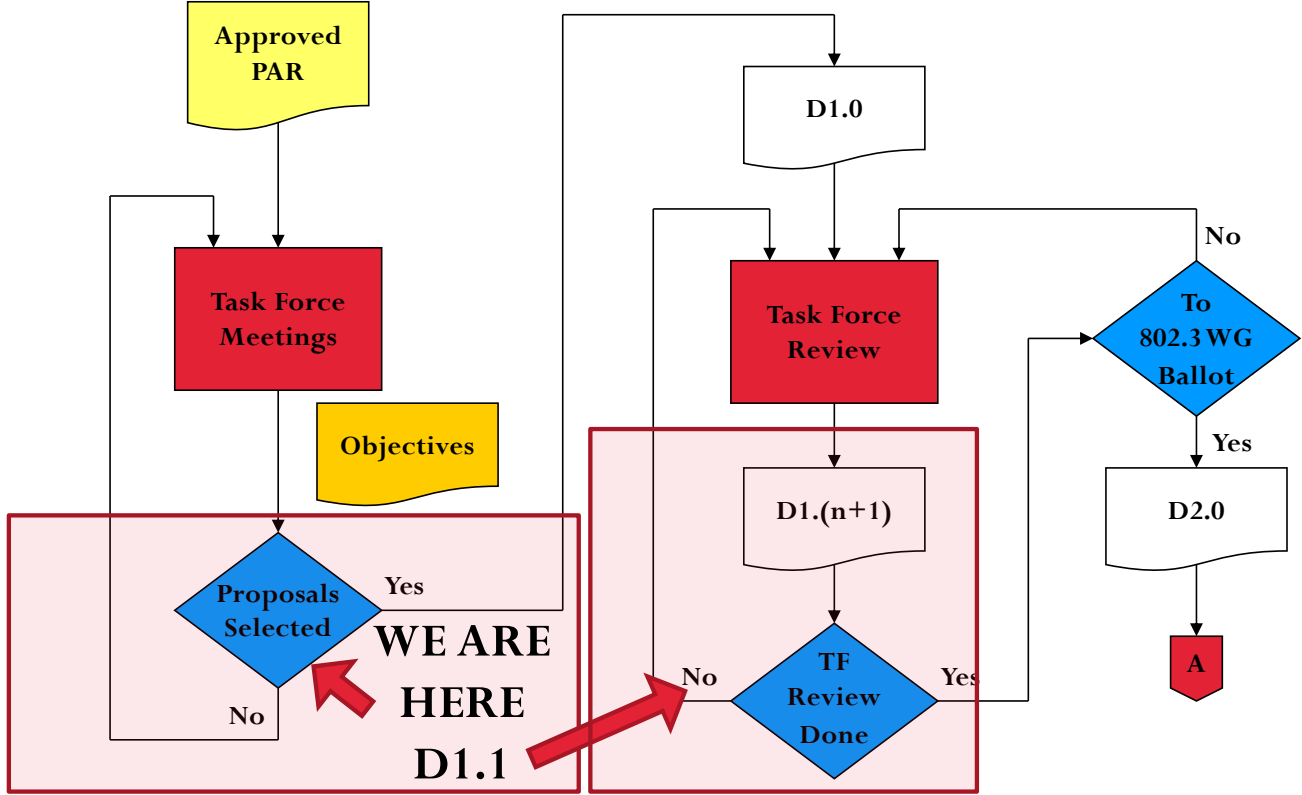 Approved
PAR
Task Force
Meetings
Objectives
Proposals
Selected
Yes
No
WE ARE
HERE
D1.1
D1.0
Task Force
Review
D1.(n+1)
TF
Review
Done
No
Yes
To
802.3 WG
Ballot
No
Yes
D2.0
A